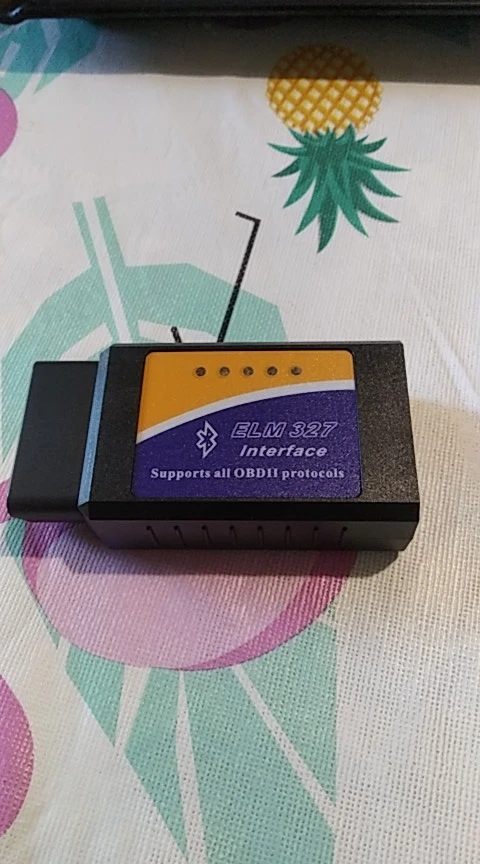 ELM 327
Interface
Supports all OBDII protocols